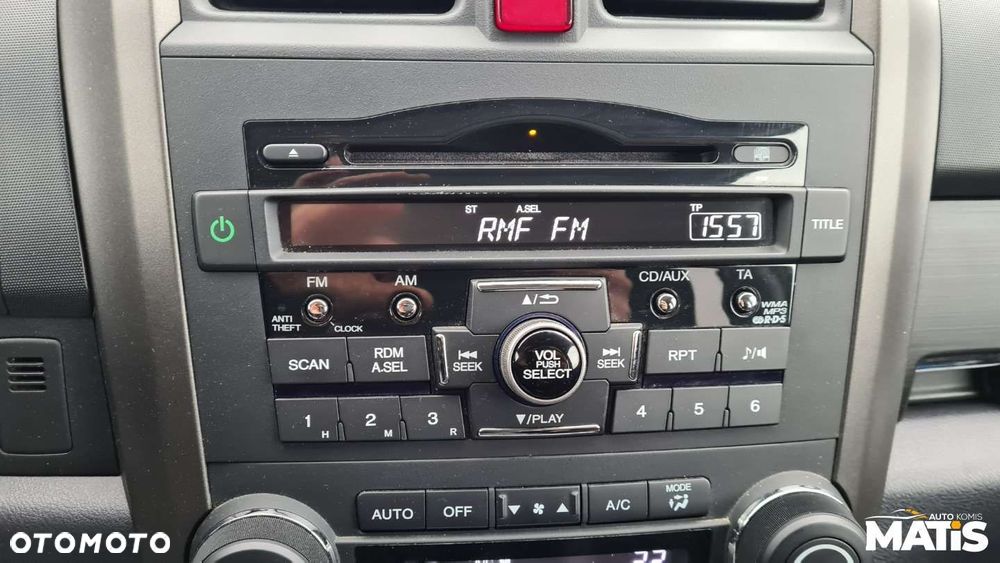 ST A.SEL TP
RMF FM 1557
TITLE
FM AM CD/AUX TA
ANTI THEFT CLOCK
WMA
MP3
R·D·S
SCAN RDM A.SEL
SEEK
VOL
PUSH
SELECT
SEEK
RPT
▼/PLAY
1 H 2 M 3 R 4 5 6
AUTO OFF A/C MODE
OTOMOTO
AUTO KOMIS
MATIS